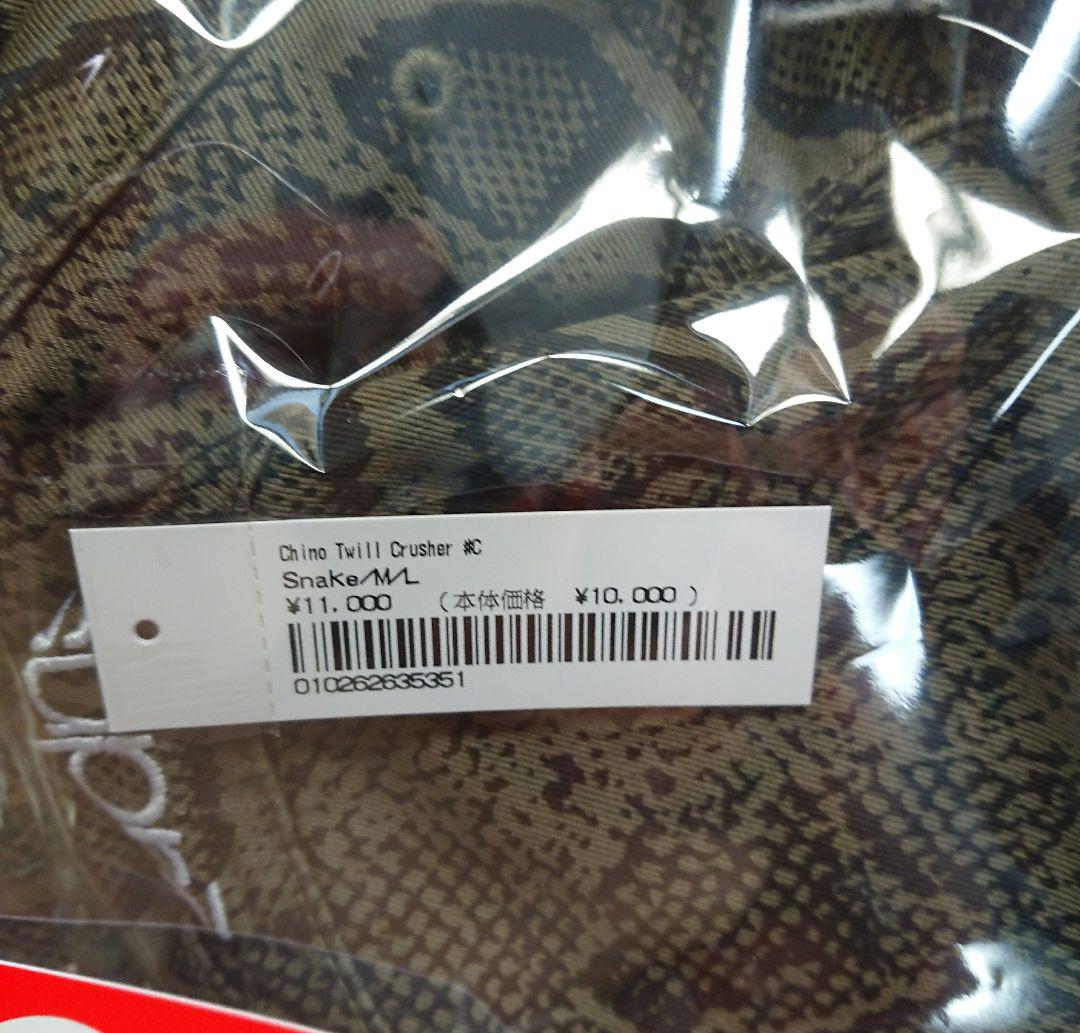 Chino Twill Crusher #C
Snake/M/L
¥11.000 (本体価格 ¥10.000 )
010262635351